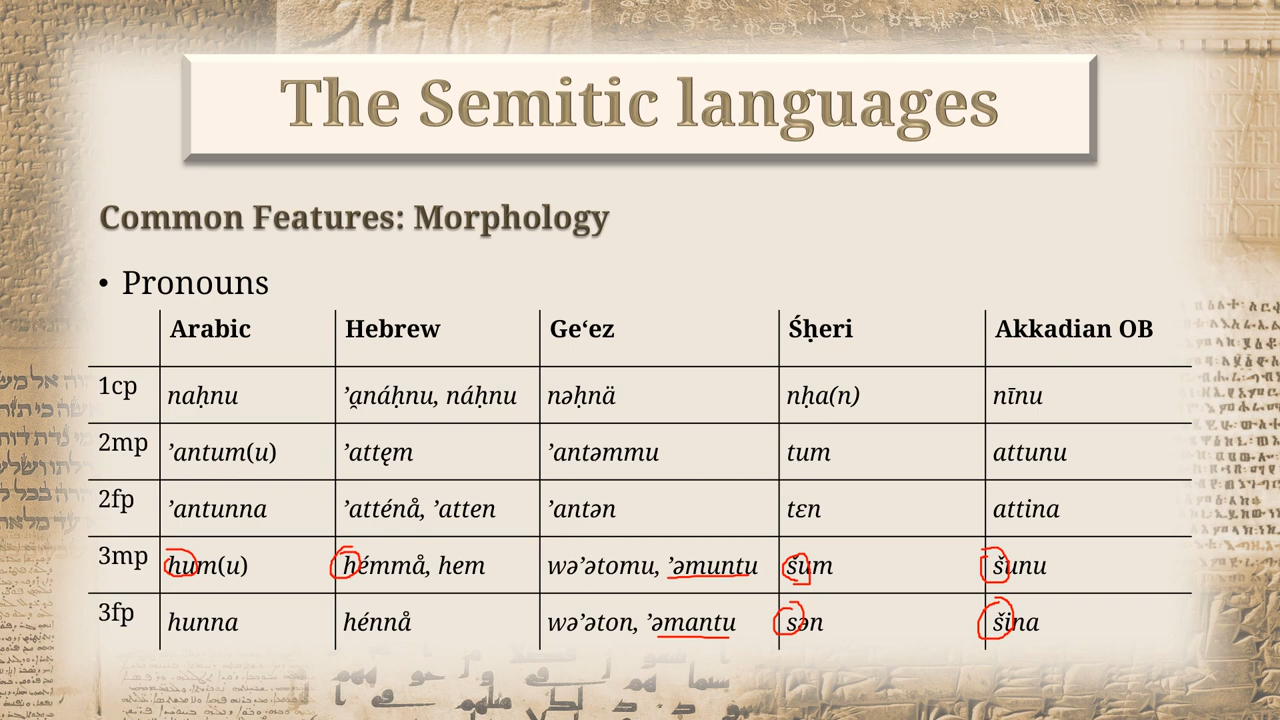 The Semitic languages
Common Features: Morphology
• Pronouns
Arabic Hebrew Ge‘ez Śḥeri Akkadian OB
1cp naḥnu ’a̯náḥnu, náḥnu nəḥnä nḥa(n) nīnu
2mp ’antum(u) ’attęm ’antəmmu tum attunu
2fp ’antunna ’atténå, ’atten ’antən tɛn attina
3mp hum(u) hémmå, hem wə’ətomu, ’əmuntu šum šunu
3fp hunna hénnå wə’əton, ’əmantu sən šina